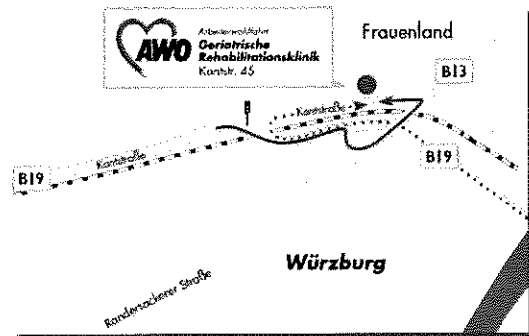 AWO
Arbeiterwohlfahrt
Geriatrische
Rehabilitationsklinik
Kantstr. 45
Frauenland
B13
Kantstraße
Kantstraße
B19
B19
Würzburg
Randersackerer Straße